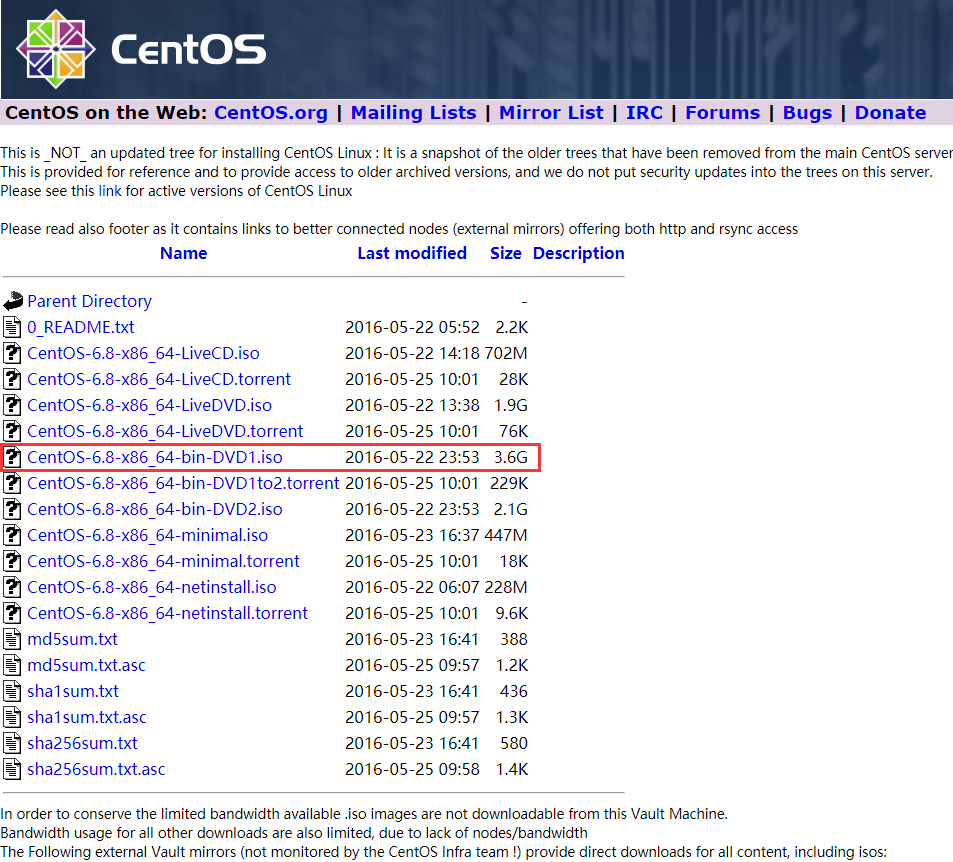 CentOS
CentOS on the Web: CentOS.org | Mailing Lists | Mirror List | IRC | Forums | Bugs | Donate
This is _NOT_ an updated tree for installing CentOS Linux : It is a snapshot of the older trees that have been removed from the main CentOS server
This is provided for reference and to provide access to older archived versions, and we do not put security updates into the trees on this server.
Please see this link for active versions of CentOS Linux
Please read also footer as it contains links to better connected nodes (external mirrors) offering both http and rsync access
Name Last modified Size Description
Parent Directory -
0_README.txt 2016-05-22 05:52 2.2K
CentOS-6.8-x86_64-LiveCD.iso 2016-05-22 14:18 702M
CentOS-6.8-x86_64-LiveCD.torrent 2016-05-25 10:01 28K
CentOS-6.8-x86_64-LiveDVD.iso 2016-05-22 13:38 1.9G
CentOS-6.8-x86_64-LiveDVD.torrent 2016-05-25 10:01 76K
CentOS-6.8-x86_64-bin-DVD1.iso 2016-05-22 23:53 3.6G
CentOS-6.8-x86_64-bin-DVD1to2.torrent 2016-05-25 10:01 229K
CentOS-6.8-x86_64-bin-DVD2.iso 2016-05-22 23:53 2.1G
CentOS-6.8-x86_64-minimal.iso 2016-05-23 16:37 447M
CentOS-6.8-x86_64-minimal.torrent 2016-05-25 10:01 18K
CentOS-6.8-x86_64-netinstall.iso 2016-05-22 06:07 228M
CentOS-6.8-x86_64-netinstall.torrent 2016-05-25 10:01 9.6K
md5sum.txt 2016-05-23 16:41 388
md5sum.txt.asc 2016-05-25 09:57 1.2K
sha1sum.txt 2016-05-23 16:41 436
sha1sum.txt.asc 2016-05-25 09:57 1.3K
sha256sum.txt 2016-05-23 16:41 580
sha256sum.txt.asc 2016-05-25 09:58 1.4K
In order to conserve the limited bandwidth available .iso images are not downloadable from this Vault Machine.
Bandwidth usage for all other downloads are also limited, due to lack of nodes/bandwidth
The Following external Vault mirrors (not monitored by the CentOS Infra team !) provide direct downloads for all content, including isos: